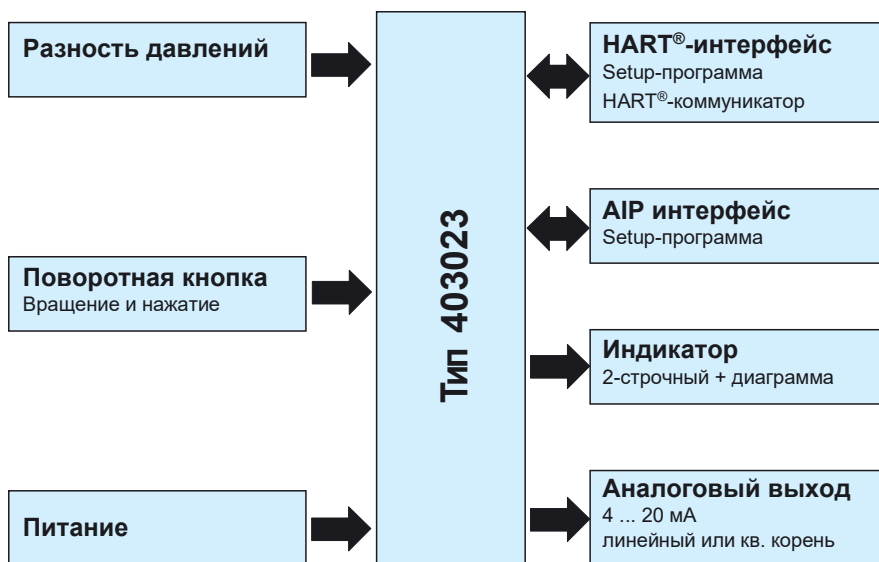 Разность давлений
Поворотная кнопка
Вращение и нажатие
Питание
Тип 403023
HART®-интерфейс
Setup-программа
HART®-коммуникатор
AIP интерфейс
Setup-программа
Индикатор
2-строчный + диаграмма
Аналоговый выход
4 ... 20 мА
линейный или кв. корень